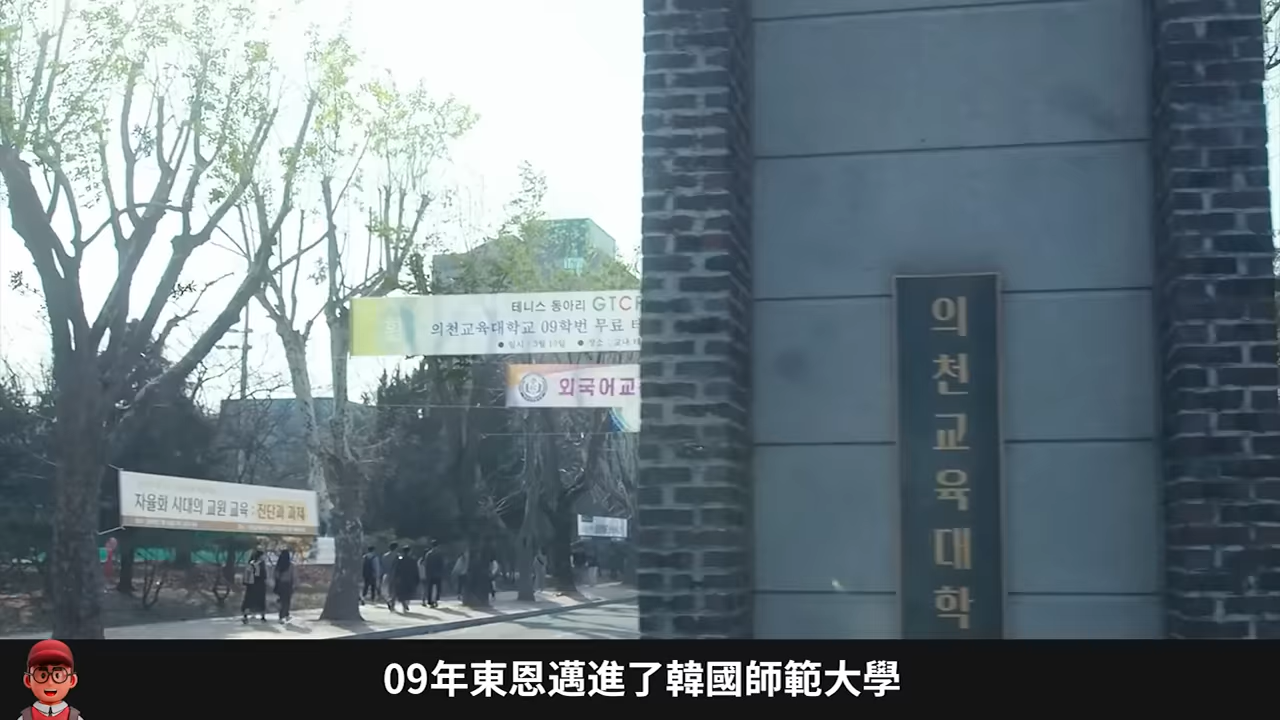 테니스 동아리 GTCF
의천교육대학교 09학번 무료 테
외국어교
자율화 시대의 교원 교육 : 진단과 과제
의천교육대학
09年東恩邁進了韓國師範大學